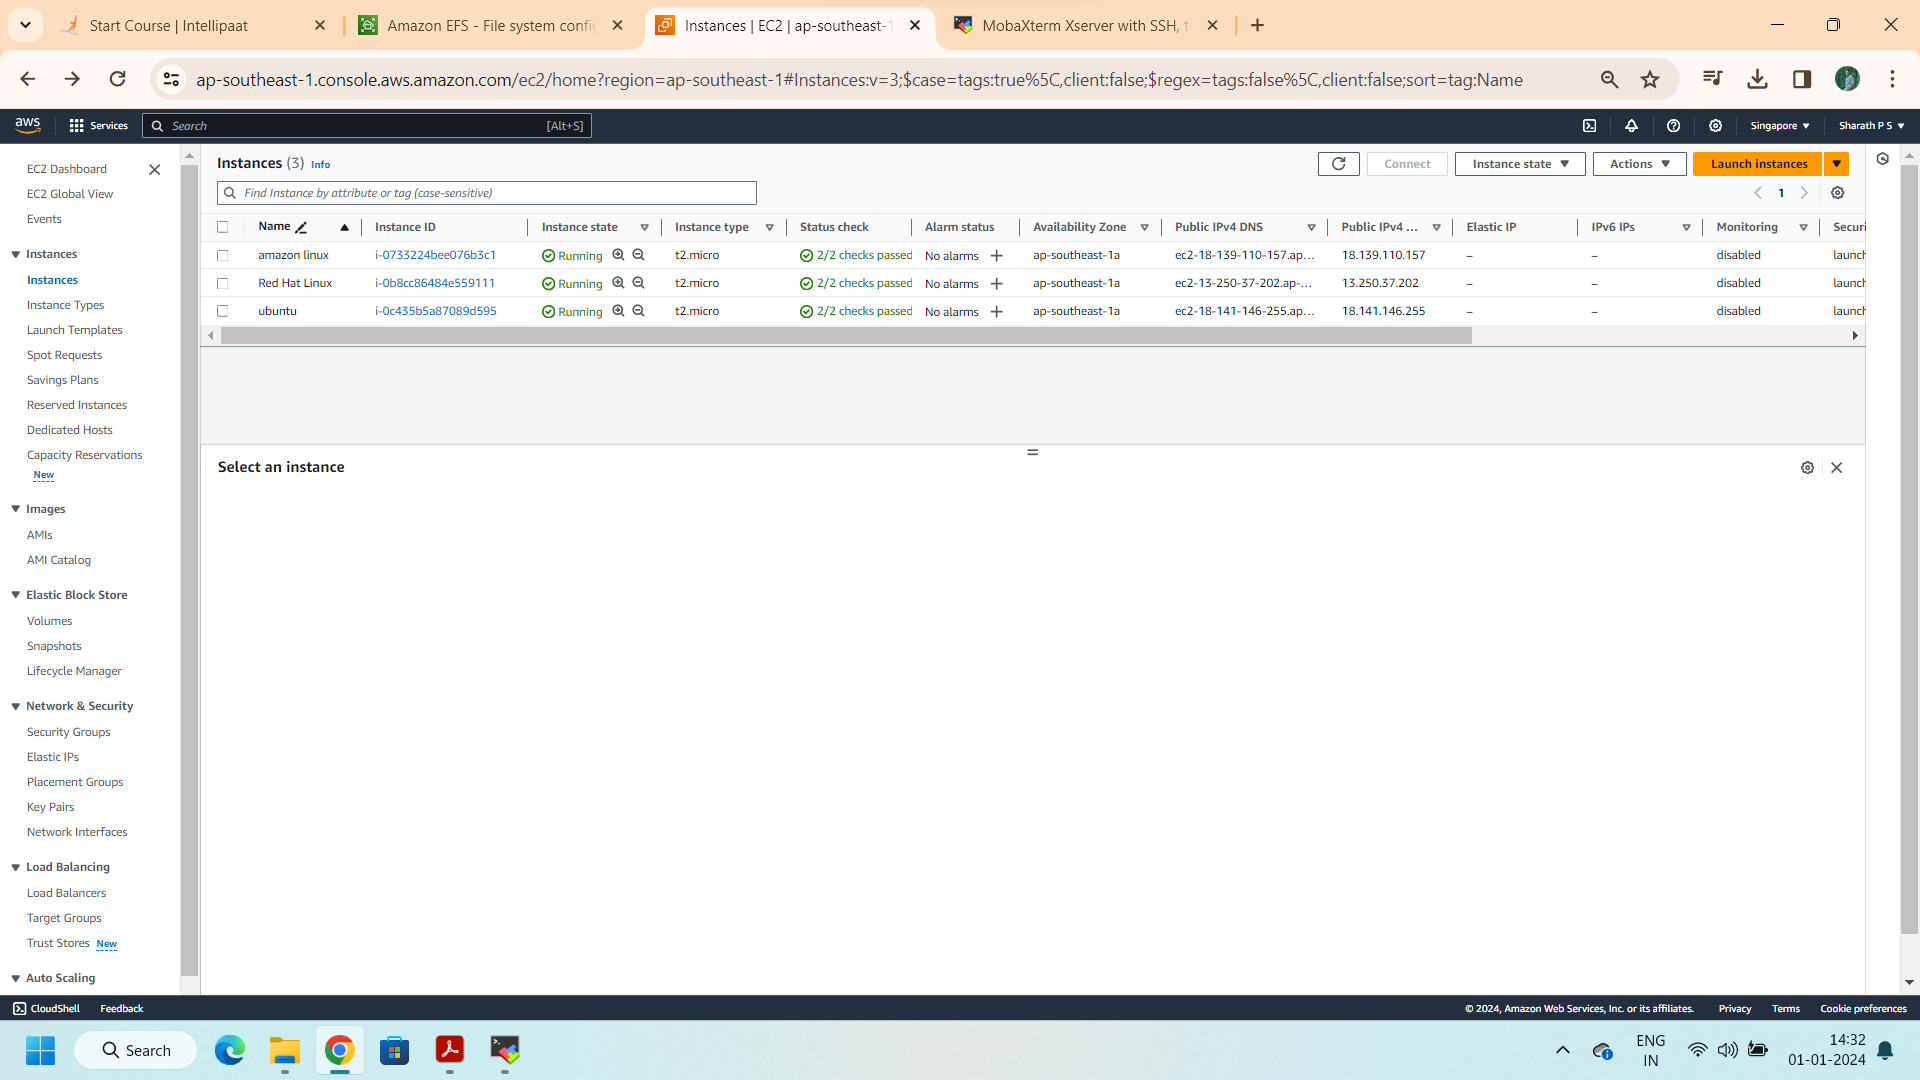 Start Course | Intellipaat
Amazon EFS - File system config
Instances | EC2 | ap-southeast-1
MobaXterm Xserver with SSH, te
ap-southeast-1.console.aws.amazon.com/ec2/home?region=ap-southeast-1#Instances:v=3;$case=tags:true%5C,client:false;$regex=tags:false%5C,client:false;sort=tag:Name
aws Services Search [Alt+S] Singapore Sharath P S
EC2 Dashboard
EC2 Global View
Events
Instances
Instances
Instance Types
Launch Templates
Spot Requests
Savings Plans
Reserved Instances
Dedicated Hosts
Capacity Reservations
New
Images
AMIs
AMI Catalog
Elastic Block Store
Volumes
Snapshots
Lifecycle Manager
Network & Security
Security Groups
Elastic IPs
Placement Groups
Key Pairs
Network Interfaces
Load Balancing
Load Balancers
Target Groups
Trust Stores New
Auto Scaling
Instances (3) Info
Connect Instance state Actions Launch instances
Find Instance by attribute or tag (case-sensitive)
1
Name Instance ID Instance state Instance type Status check Alarm status Availability Zone Public IPv4 DNS Public IPv4 ... Elastic IP IPv6 IPs Monitoring Securi
amazon linux i-0733224bee076b3c1 Running t2.micro 2/2 checks passed No alarms + ap-southeast-1a ec2-18-139-110-157.ap... 18.139.110.157 – – disabled launch
Red Hat Linux i-0b8cc86484e559111 Running t2.micro 2/2 checks passed No alarms + ap-southeast-1a ec2-13-250-37-202.ap-... 13.250.37.202 – – disabled launch
ubuntu i-0c435b5a87089d595 Running t2.micro 2/2 checks passed No alarms + ap-southeast-1a ec2-18-141-146-255.ap... 18.141.146.255 – – disabled launch
Select an instance
CloudShell Feedback © 2024, Amazon Web Services, Inc. or its affiliates. Privacy Terms Cookie preferences
Search
ENG
IN
14:32
01-01-2024